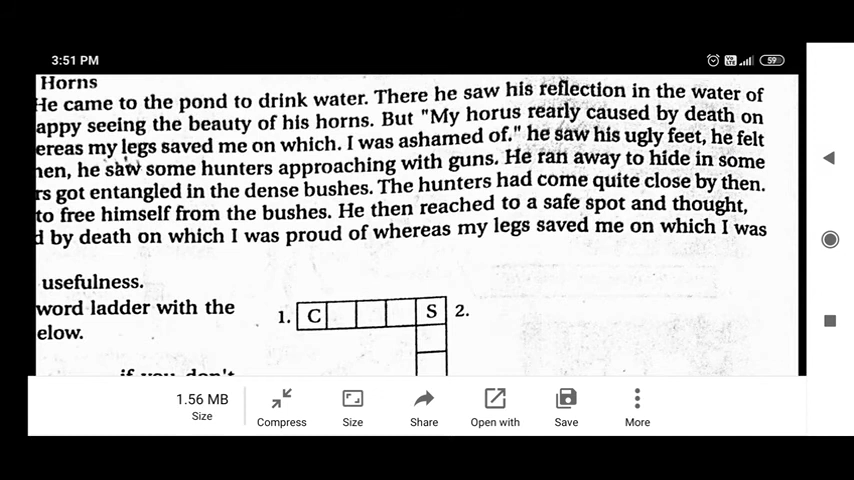 3:51 PM
59
Horns
He came to the pond to drink water. There he saw his reflection in the water of
appy seeing the beauty of his horns. But "My horus rearly caused by death on
ereas my legs saved me on which. I was ashamed of." he saw his ugly feet, he felt
hen, he saw some hunters approaching with guns. He ran away to hide in some
rs got entangled in the dense bushes. The hunters had come quite close by then.
to free himself from the bushes. He then reached to a safe spot and thought,
d by death on which I was proud of whereas my legs saved me on which I was
usefulness.
word ladder with the
elow.
1. C S 2.
if you don't
1.56 MB
Size
Compress
Size
Share
Open with
Save
More